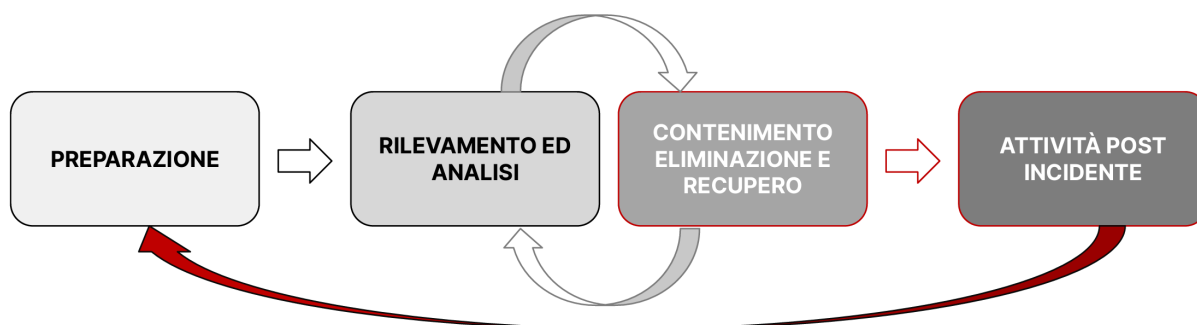 PREPARAZIONE
RILEVAMENTO ED
ANALISI
CONTENIMENTO
ELIMINAZIONE E
RECUPERO
ATTIVITÀ POST
INCIDENTE